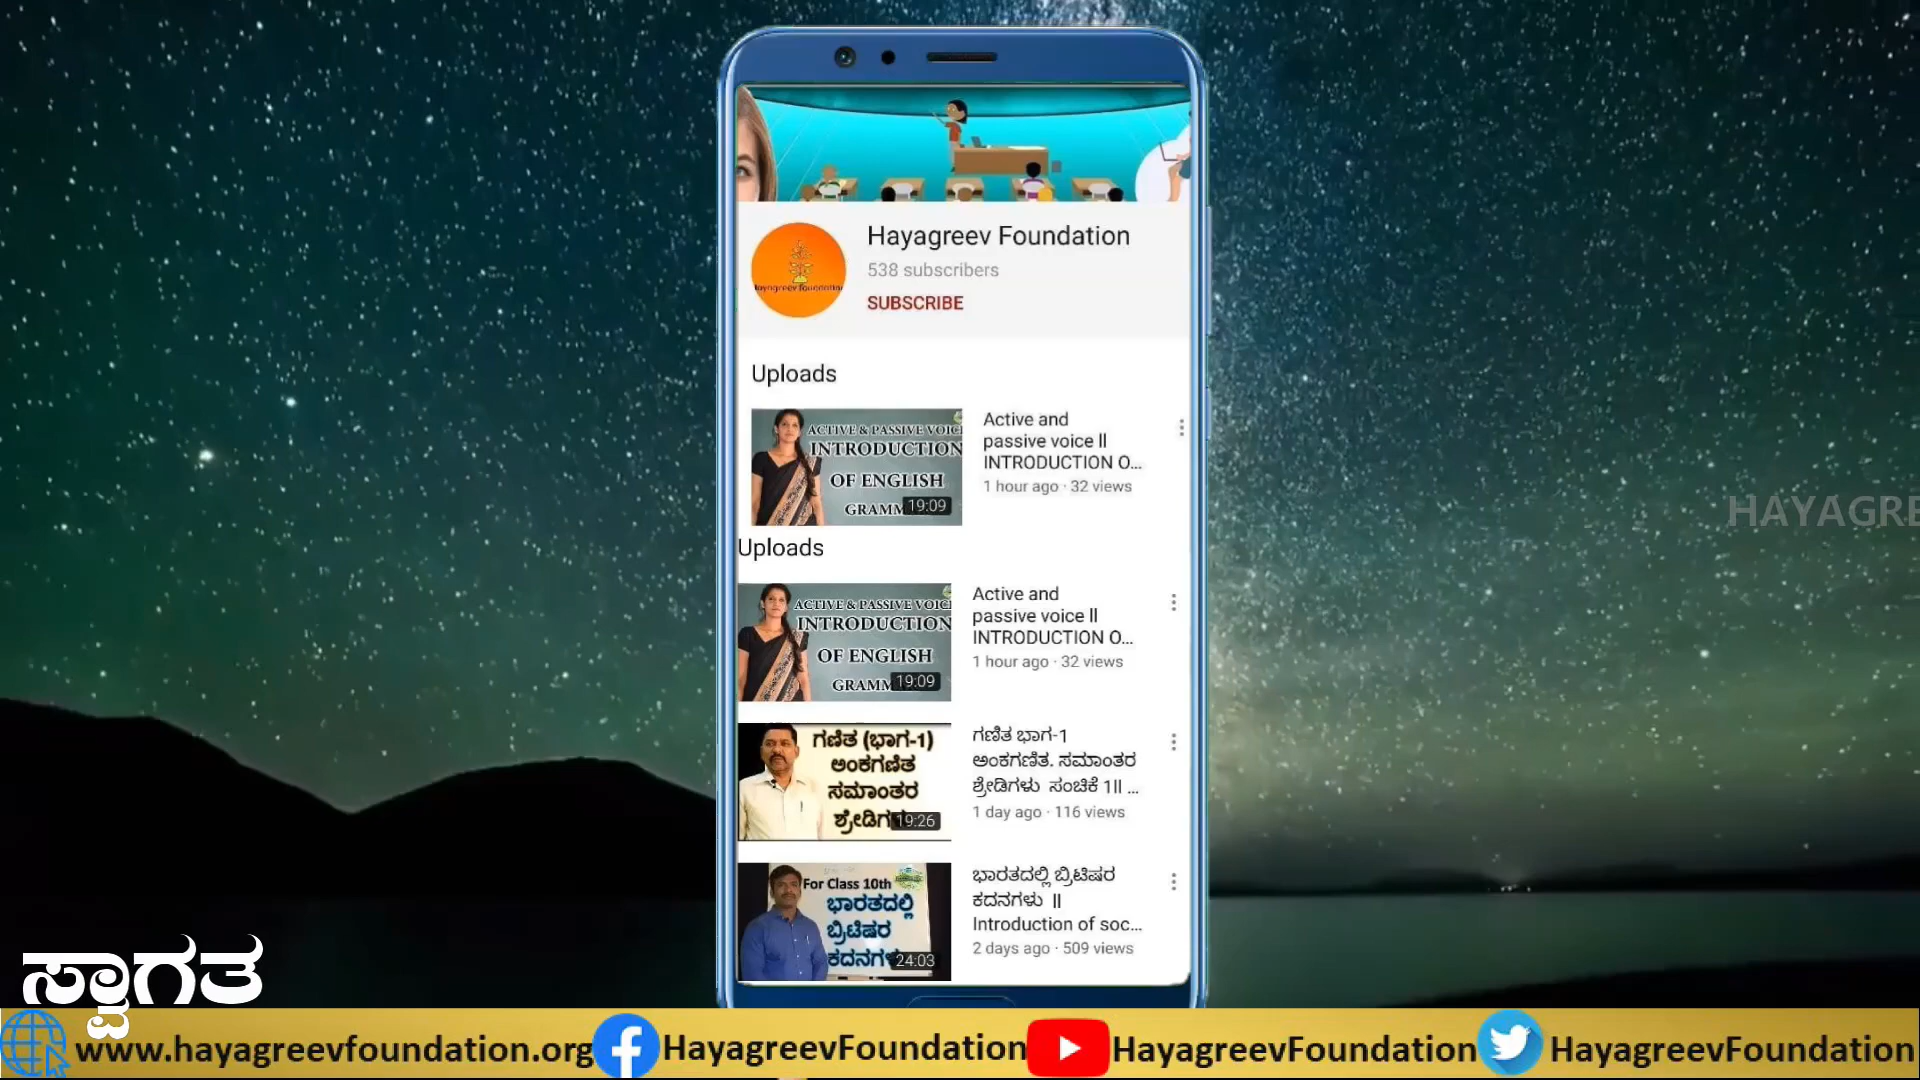 Hayagreev Foundation
538 subscribers
SUBSCRIBE
Hayagreev Foundation
Uploads
ACTIVE & PASSIVE VOICE
INTRODUCTION
OF ENGLISH
GRAMM
19:09
Active and
passive voice ll
INTRODUCTION O...
1 hour ago · 32 views
HAYAGRE
Uploads
ACTIVE & PASSIVE VOICE
INTRODUCTION
OF ENGLISH
GRAMM
19:09
Active and
passive voice ll
INTRODUCTION O...
1 hour ago · 32 views
ಗಣಿತ (ಭಾಗ-1)
ಅಂಕಗಣಿತ
ಸಮಾಂತರ
ಶ್ರೇಡಿಗಳು
19:26
ಗಣಿತ ಭಾಗ-1
ಅಂಕಗಣಿತ. ಸಮಾಂತರ
ಶ್ರೇಡಿಗಳು ಸಂಚಿಕೆ 1ll ...
1 day ago · 116 views
For Class 10th
ಭಾರತದಲ್ಲಿ
ಬ್ರಿಟಿಷರ
ಕದನಗಳು
24:03
ಭಾರತದಲ್ಲಿ ಬ್ರಿಟಿಷರ
ಕದನಗಳು ll
Introduction of soc...
2 days ago · 509 views
ಸ್ವಾಗತ
www.hayagreevfoundation.org HayagreevFoundation HayagreevFoundation HayagreevFoundation